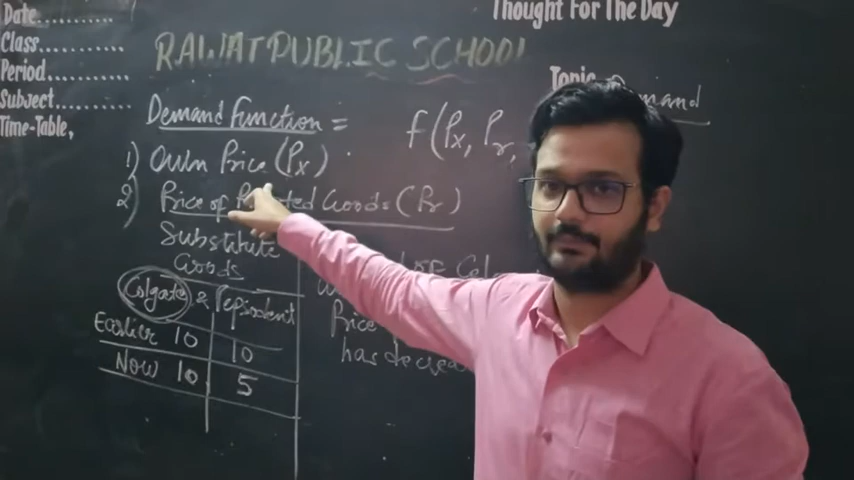 Date............
Class...............
Period...............
Subject...............
Time-Table,
Thought For The Day
RAWAT PUBLIC SCHOOL
Topic Demand
Demand Function = f(Px, Pr,
1) Own Price (Px)
2) Price of Related Goods (Pr)
Substitute
Goods
Colgate & Pepsodent
Earlier 10 10
Now 10 5
Price
has decrea